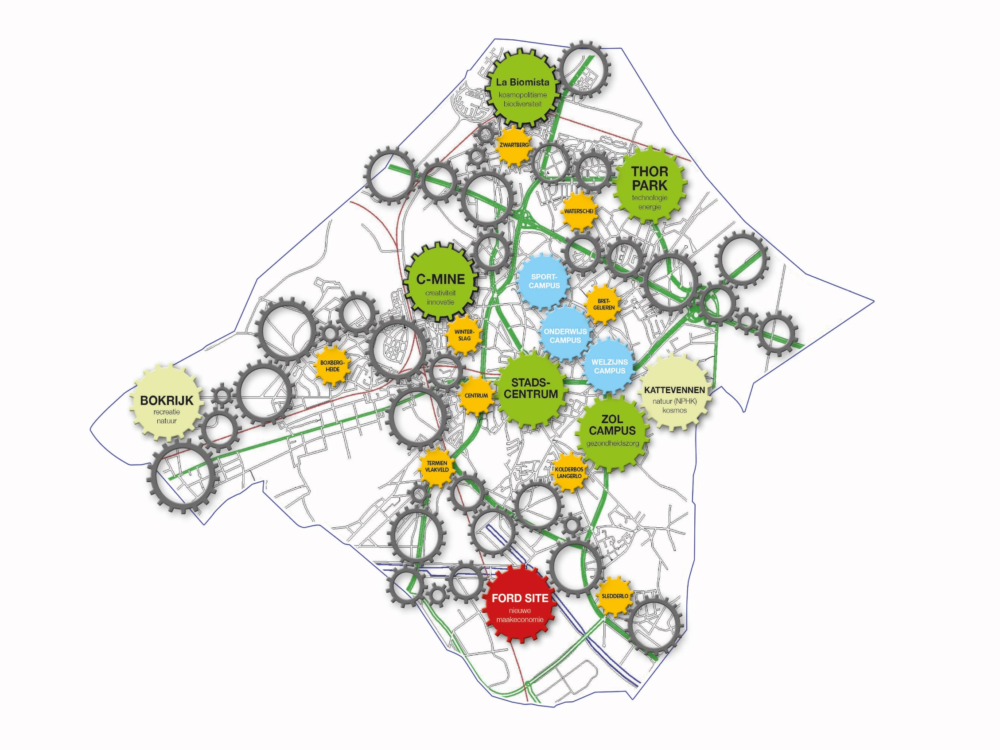 La Biomista
kosmopolitisme
biodiversiteit
ZWARTBERG
THOR
PARK
technologie
energie
WATERSCHEI
C-MINE
creativiteit
innovatie
SPORT-
CAMPUS
BRET-
GELIEREN
WINTER-
SLAG
ONDERWIJS
CAMPUS
BOXBERG-
HEIDE
WELZIJNS
CAMPUS
BOKRIJK
recreatie
natuur
CENTRUM
STADS-
CENTRUM
KATTEVENNEN
natuur (NPHK)
kosmos
ZOL
CAMPUS
gezondheidszorg
TERMIEN
VLAKVELD
KOLDERBOS
LANGERLO
FORD SITE
nieuwe
maakeconomie
SLEDDERLO